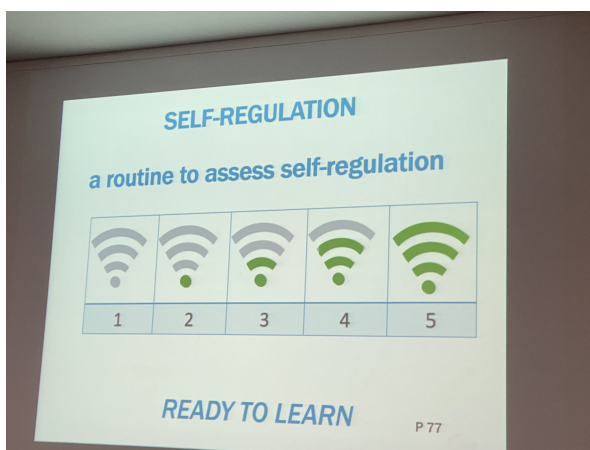 SELF-REGULATION
a routine to assess self-regulation
1 2 3 4 5
READY TO LEARN
P 77